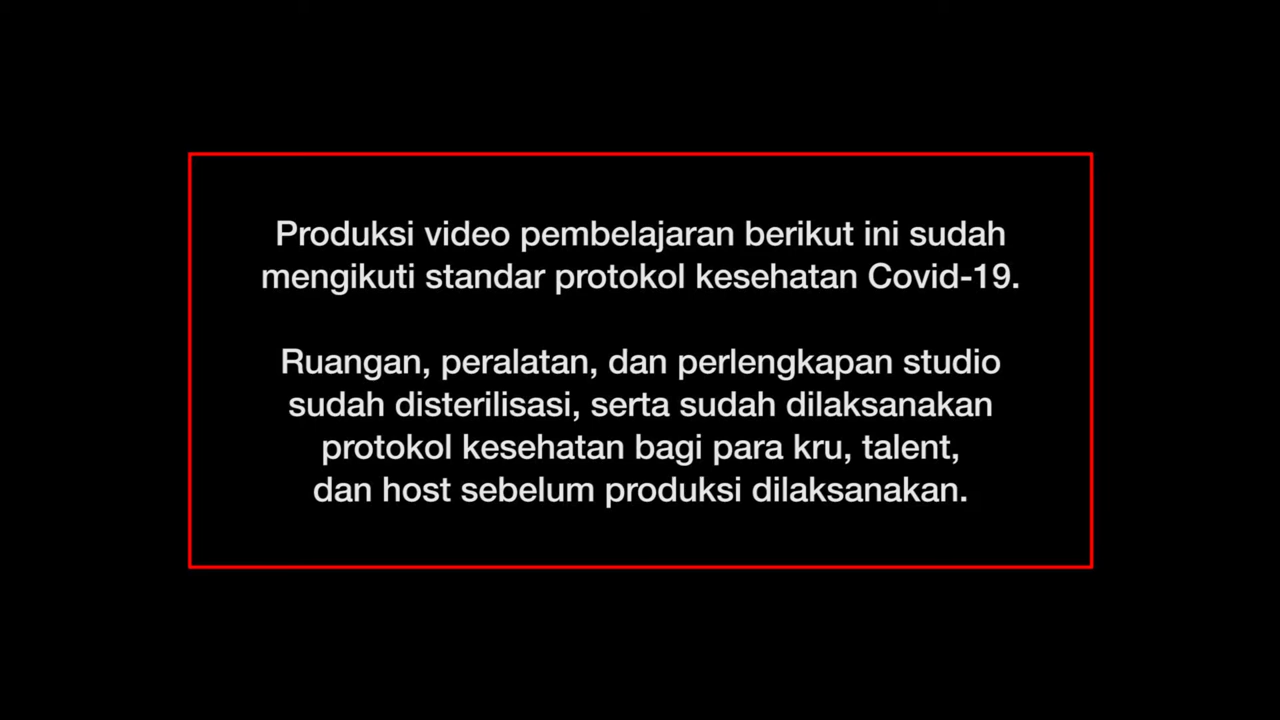 Produksi video pembelajaran berikut ini sudah
mengikuti standar protokol kesehatan Covid-19.
Ruangan, peralatan, dan perlengkapan studio
sudah disterilisasi, serta sudah dilaksanakan
protokol kesehatan bagi para kru, talent,
dan host sebelum produksi dilaksanakan.